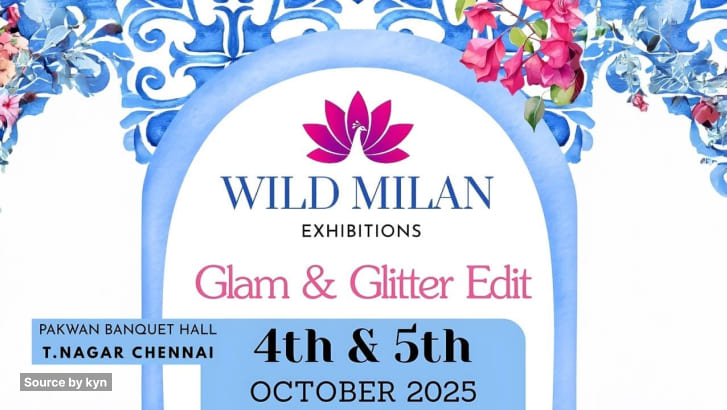 WILD MILAN
EXHIBITIONS
Glam & Glitter Edit
PAKWAN BANQUET HALL
T.NAGAR CHENNAI
4th & 5th
OCTOBER 2025
Source by kyn